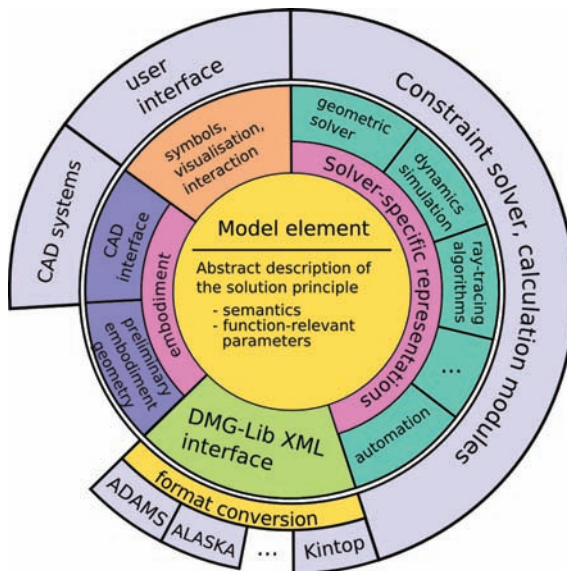 user
interface
Constraint solver, calculation modules
CAD systems
symbols,
visualisation,
interaction
geometric
solver
dynamics
simulation
ray-tracing
algorithms
...
automation
Solver-specific representations
CAD
interface
embodiment
preliminary
embodiment
geometry
Model element
Abstract description of
the solution principle
- semantics
- function-relevant
parameters
DMG-Lib XML
interface
format conversion
ADAMS
ALASKA
...
Kintop